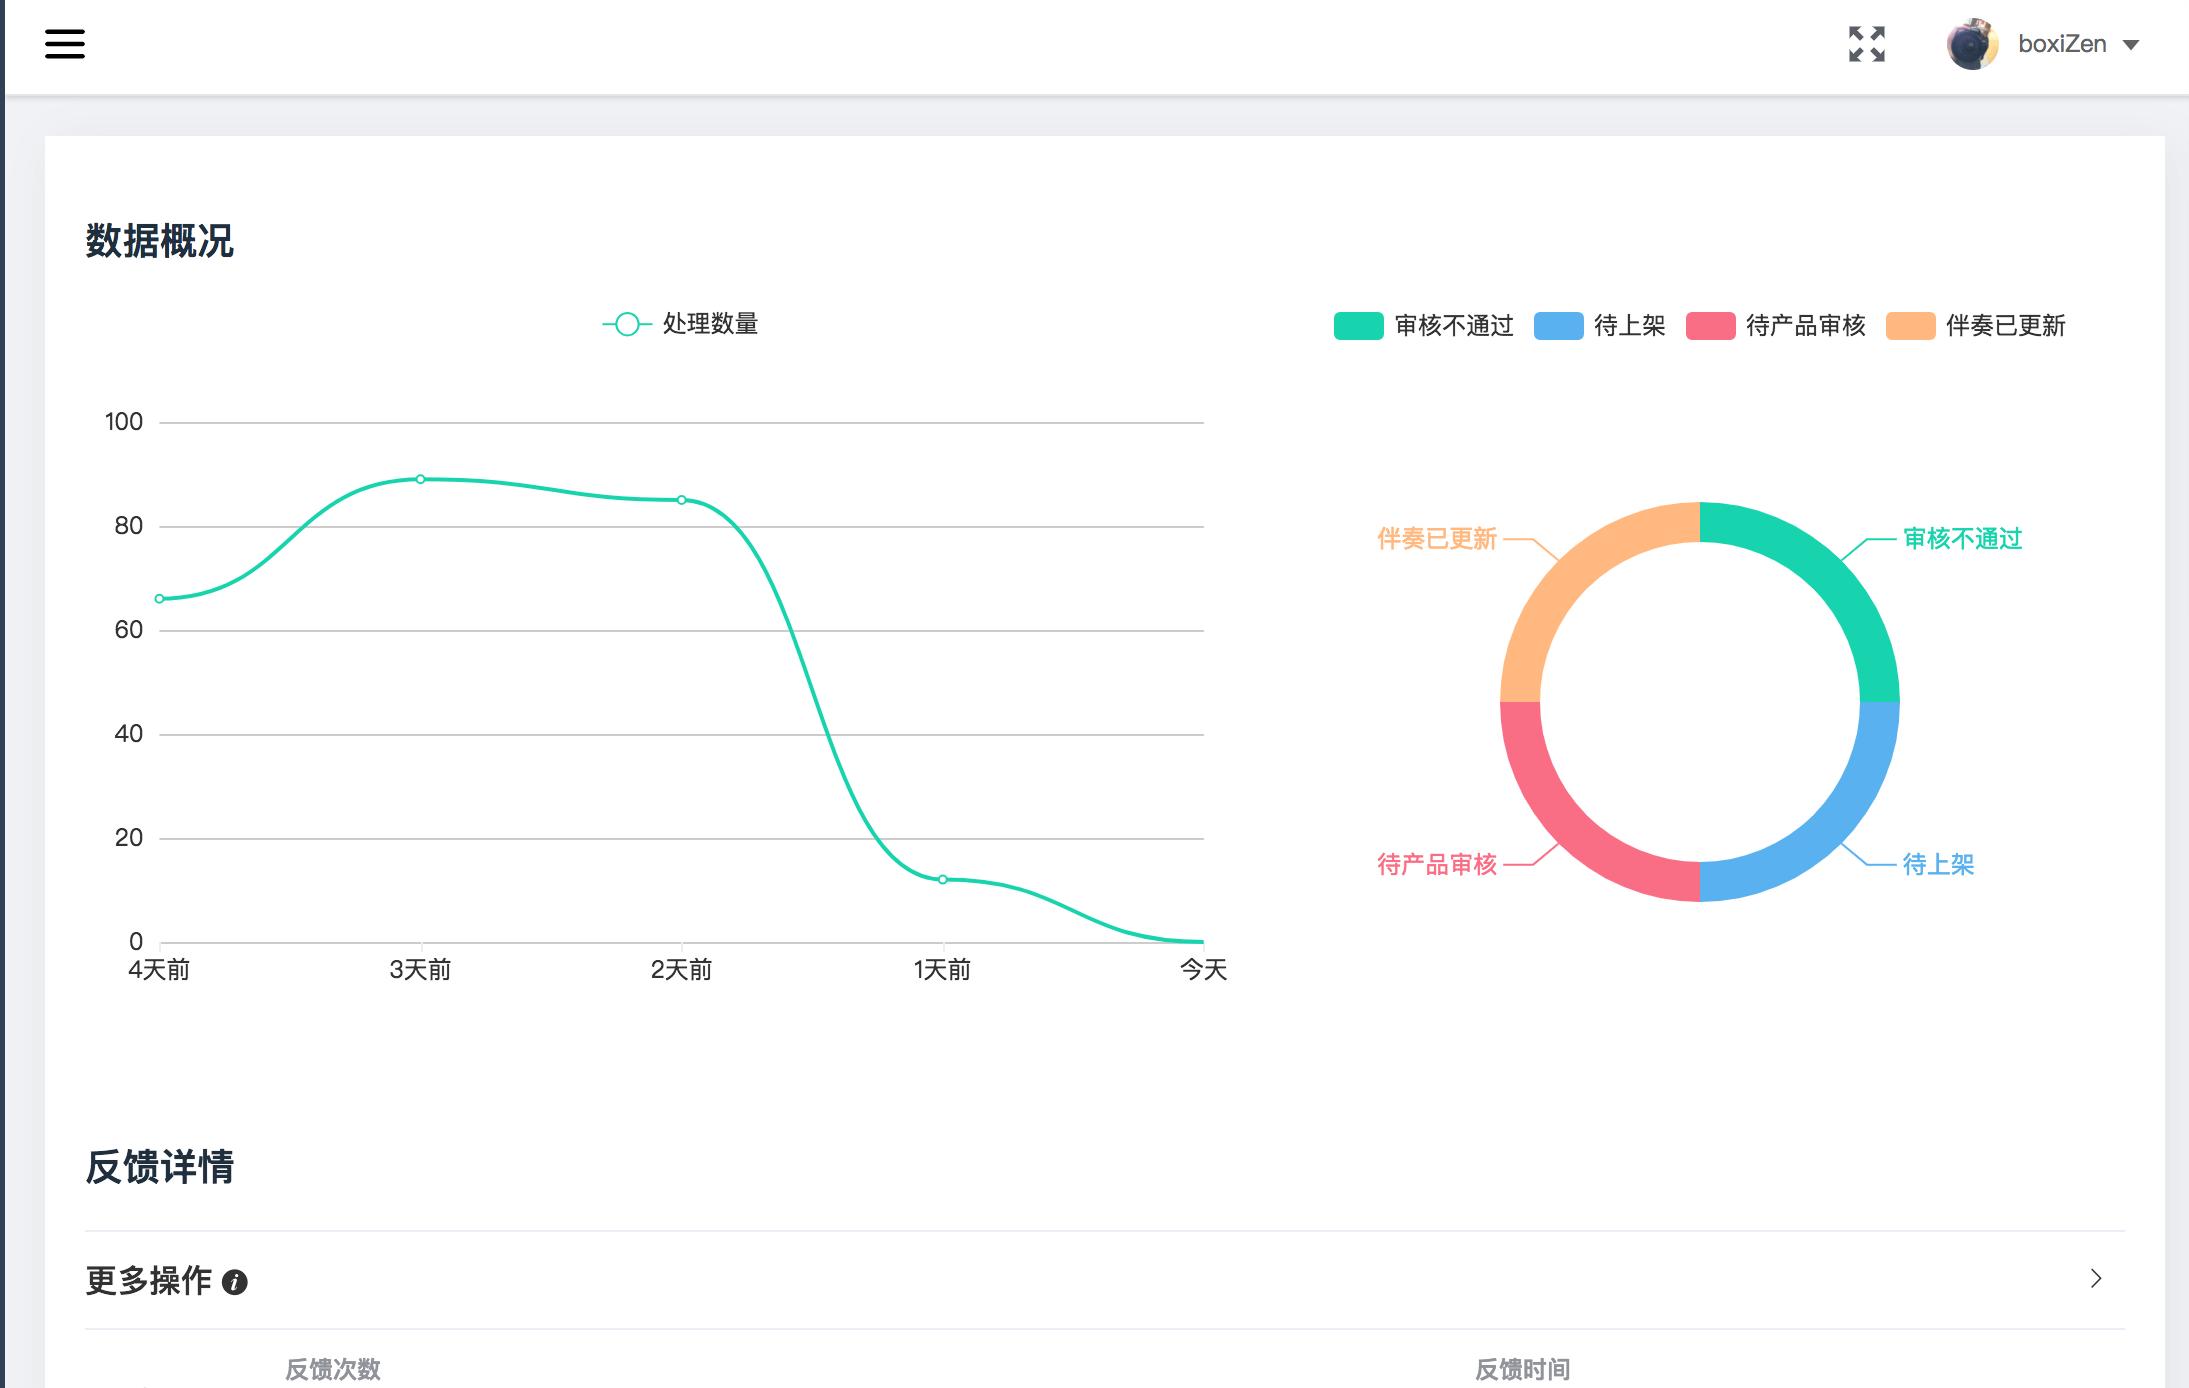 boxiZen
数据概况
处理数量
审核不通过 待上架 待产品审核 伴奏已更新
100
80
60
40
20
0
4天前 3天前 2天前 1天前 今天
伴奏已更新 审核不通过
待产品审核 待上架
反馈详情
更多操作
反馈次数 反馈时间